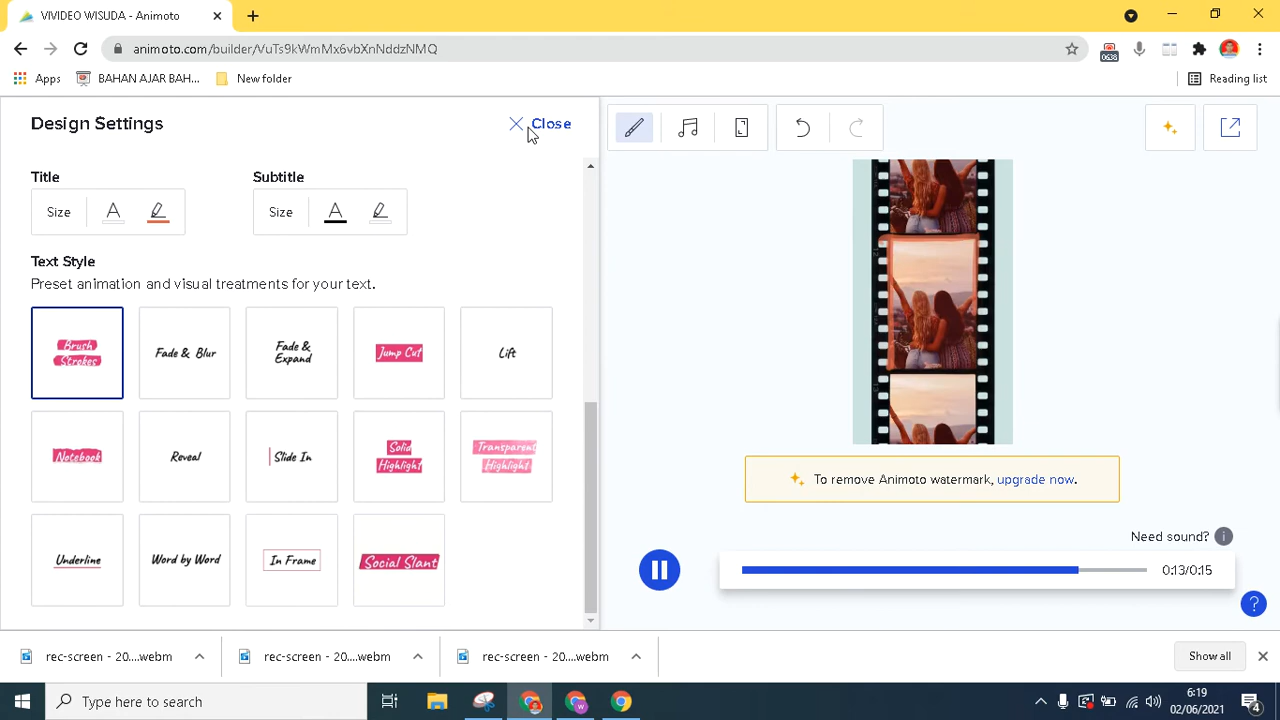 VIVIDEO WISUDA - Animoto
animoto.com/builder/VuTs9kWmMx6vbXnNddzNMQ
0:38
Apps
BAHAN AJAR BAH...
New folder
Reading list
Design Settings
Close
Title
Subtitle
Size
A
Size
A
Text Style
Preset animation and visual treatments for your text.
Brush Strokes
Fade & Blur
Fade & Expand
Jump Cut
Lift
Notebook
Reveal
Slide In
Solid Highlight
Transparent Highlight
Underline
Word by Word
In Frame
Social Slant
To remove Animoto watermark, upgrade now.
Need sound?
0:13/0:15
rec-screen - 20....webm
rec-screen - 20....webm
rec-screen - 20....webm
Show all
Type here to search
6:19
02/06/2021
4